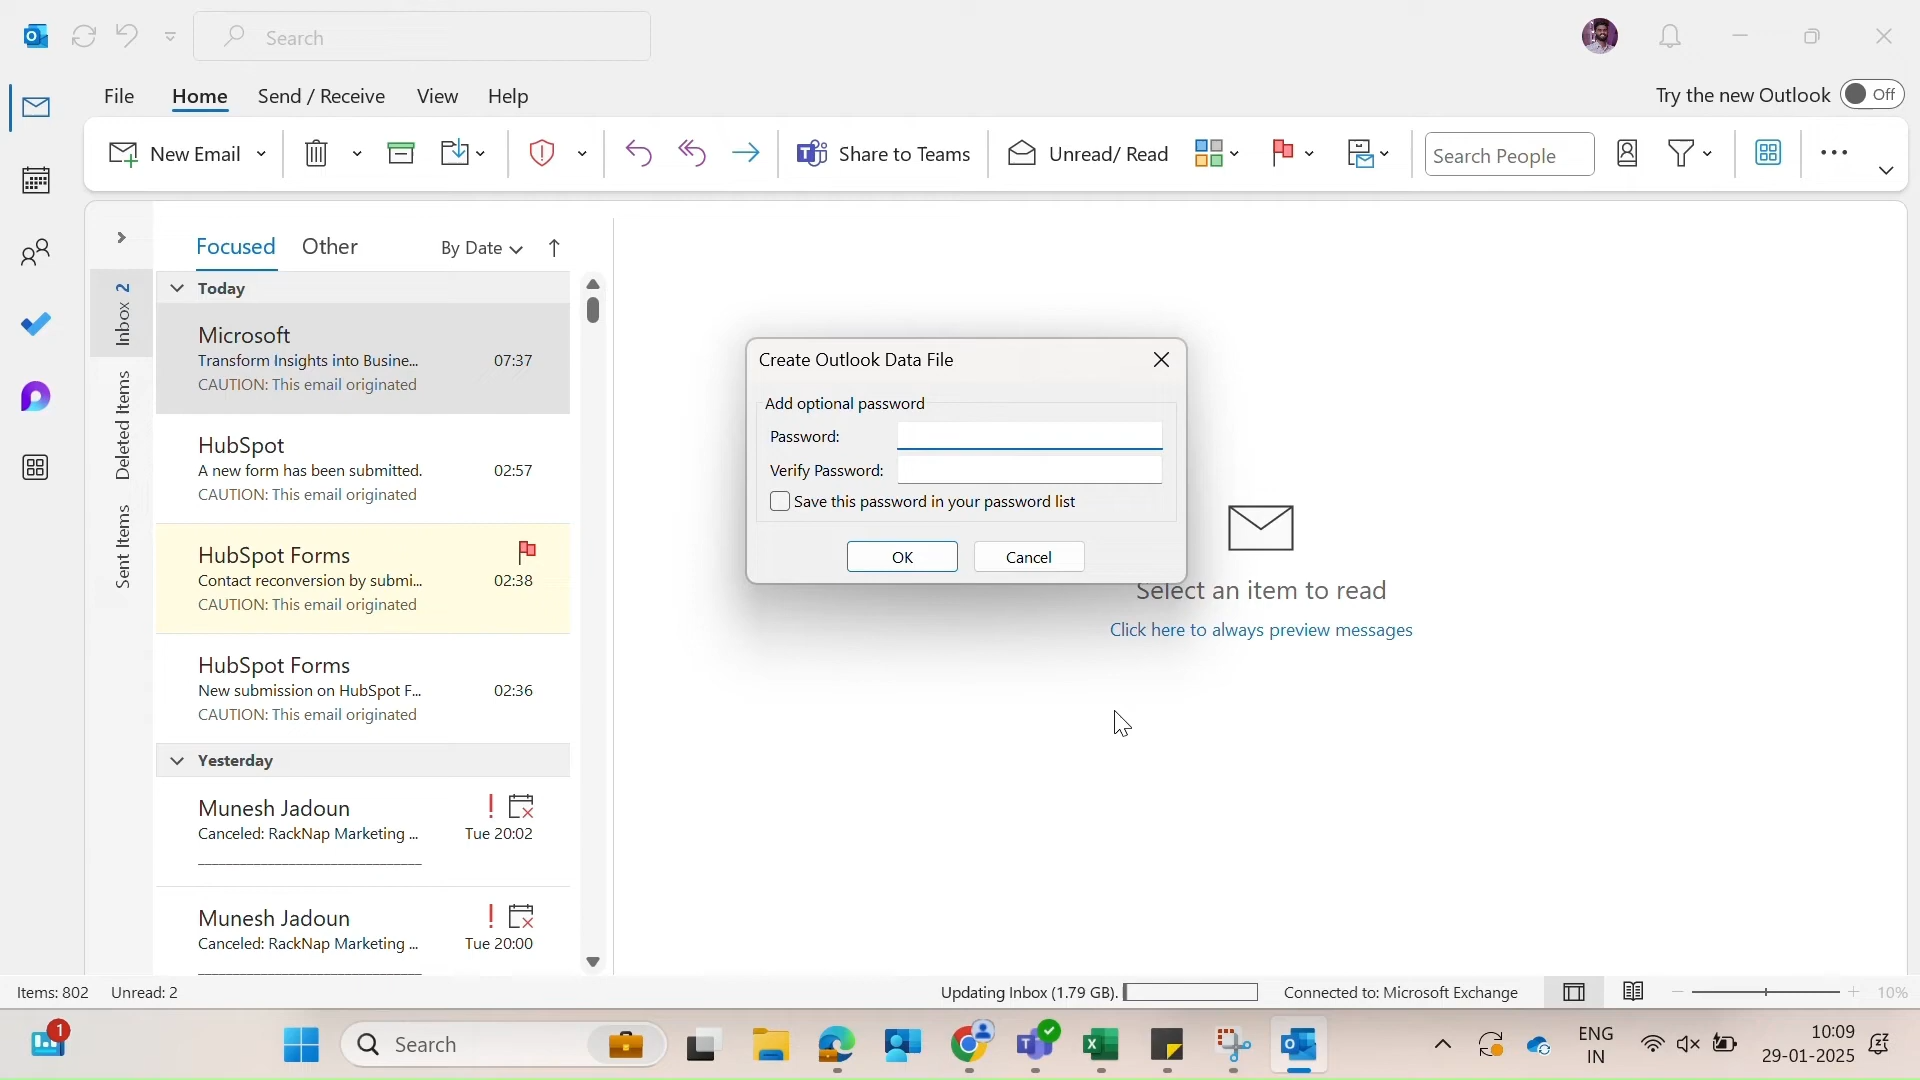 Search
File
Home
Send / Receive
View
Help
Try the new Outlook
Off
New Email
Share to Teams
Unread/ Read
Search People
Focused
Other
By Date
Inbox 2
Deleted Items
Sent Items
Today
Microsoft
Transform Insights into Busine...
07:37
CAUTION: This email originated
HubSpot
A new form has been submitted.
02:57
CAUTION: This email originated
HubSpot Forms
Contact reconversion by submi...
02:38
CAUTION: This email originated
HubSpot Forms
New submission on HubSpot F...
02:36
CAUTION: This email originated
Yesterday
Munesh Jadoun
Canceled: RackNap Marketing ...
Tue 20:02
Munesh Jadoun
Canceled: RackNap Marketing ...
Tue 20:00
Create Outlook Data File
Add optional password
Password:
Verify Password:
Save this password in your password list
OK
Cancel
Select an item to read
Click here to always preview messages
Items: 802
Unread: 2
Updating Inbox (1.79 GB).
Connected to: Microsoft Exchange
10%
1
Search
ENG
IN
10:09
29-01-2025